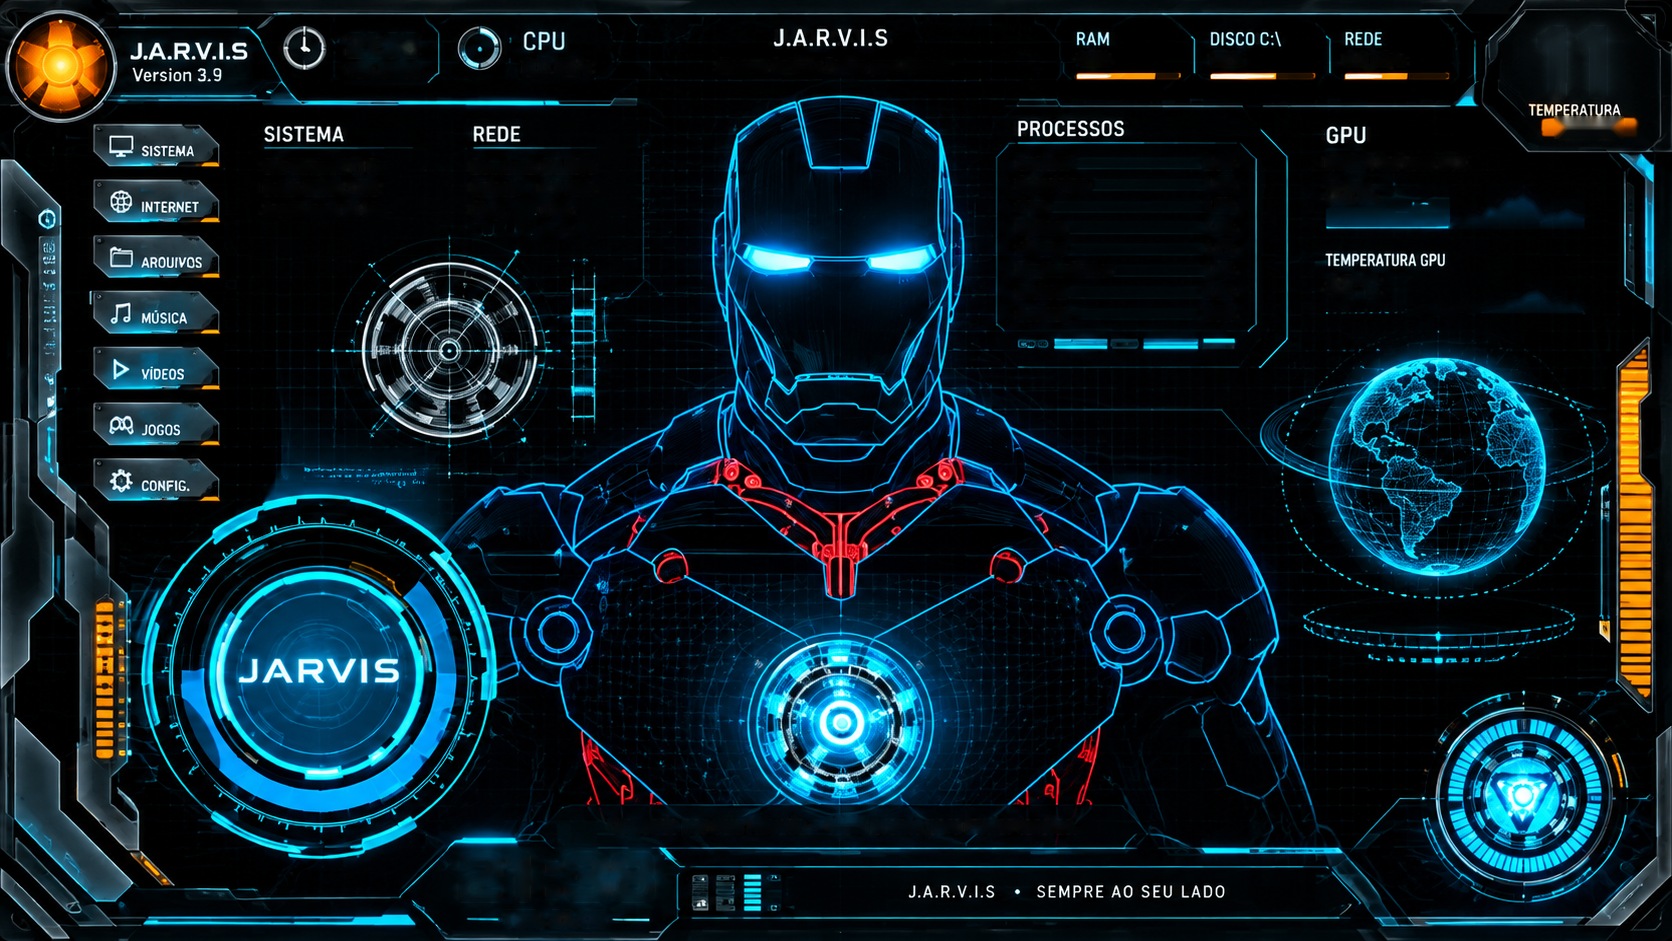 J.A.R.V.I.S
Version 3.9
CPU
J.A.R.V.I.S
RAM
DISCO C:\
REDE
TEMPERATURA
SISTEMA
REDE
PROCESSOS
GPU
TEMPERATURA GPU
SISTEMA
INTERNET
ARQUIVOS
MÚSICA
VÍDEOS
JOGOS
CONFIG.
JARVIS
J.A.R.V.I.S • SEMPRE AO SEU LADO